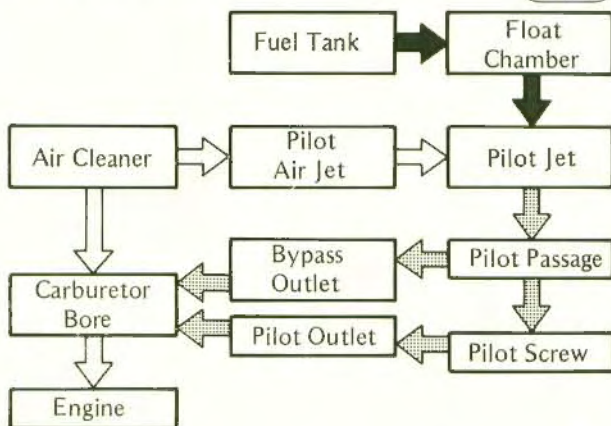 Fuel Tank
Float
Chamber
Air Cleaner
Pilot
Air Jet
Pilot Jet
Bypass
Outlet
Pilot Passage
Carburetor
Bore
Pilot Outlet
Pilot Screw
Engine